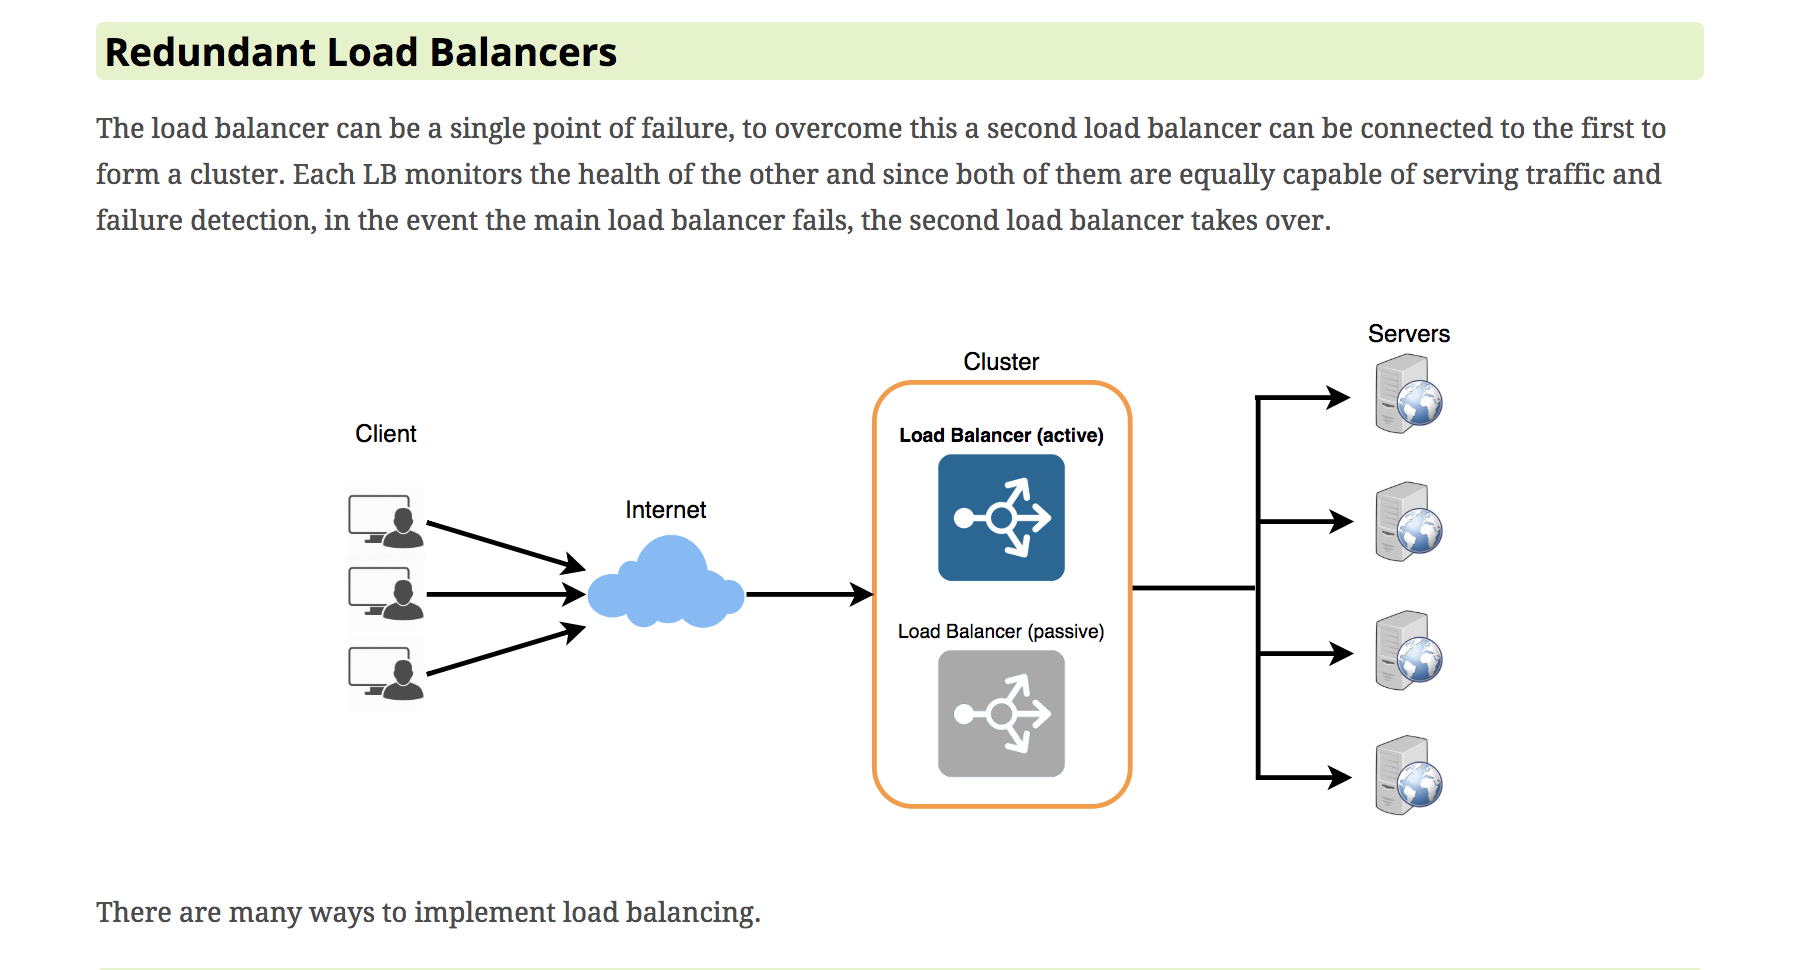 Redundant Load Balancers
The load balancer can be a single point of failure, to overcome this a second load balancer can be connected to the first to
form a cluster. Each LB monitors the health of the other and since both of them are equally capable of serving traffic and
failure detection, in the event the main load balancer fails, the second load balancer takes over.
Servers
Cluster
Client
Load Balancer (active)
Internet
Load Balancer (passive)
There are many ways to implement load balancing.